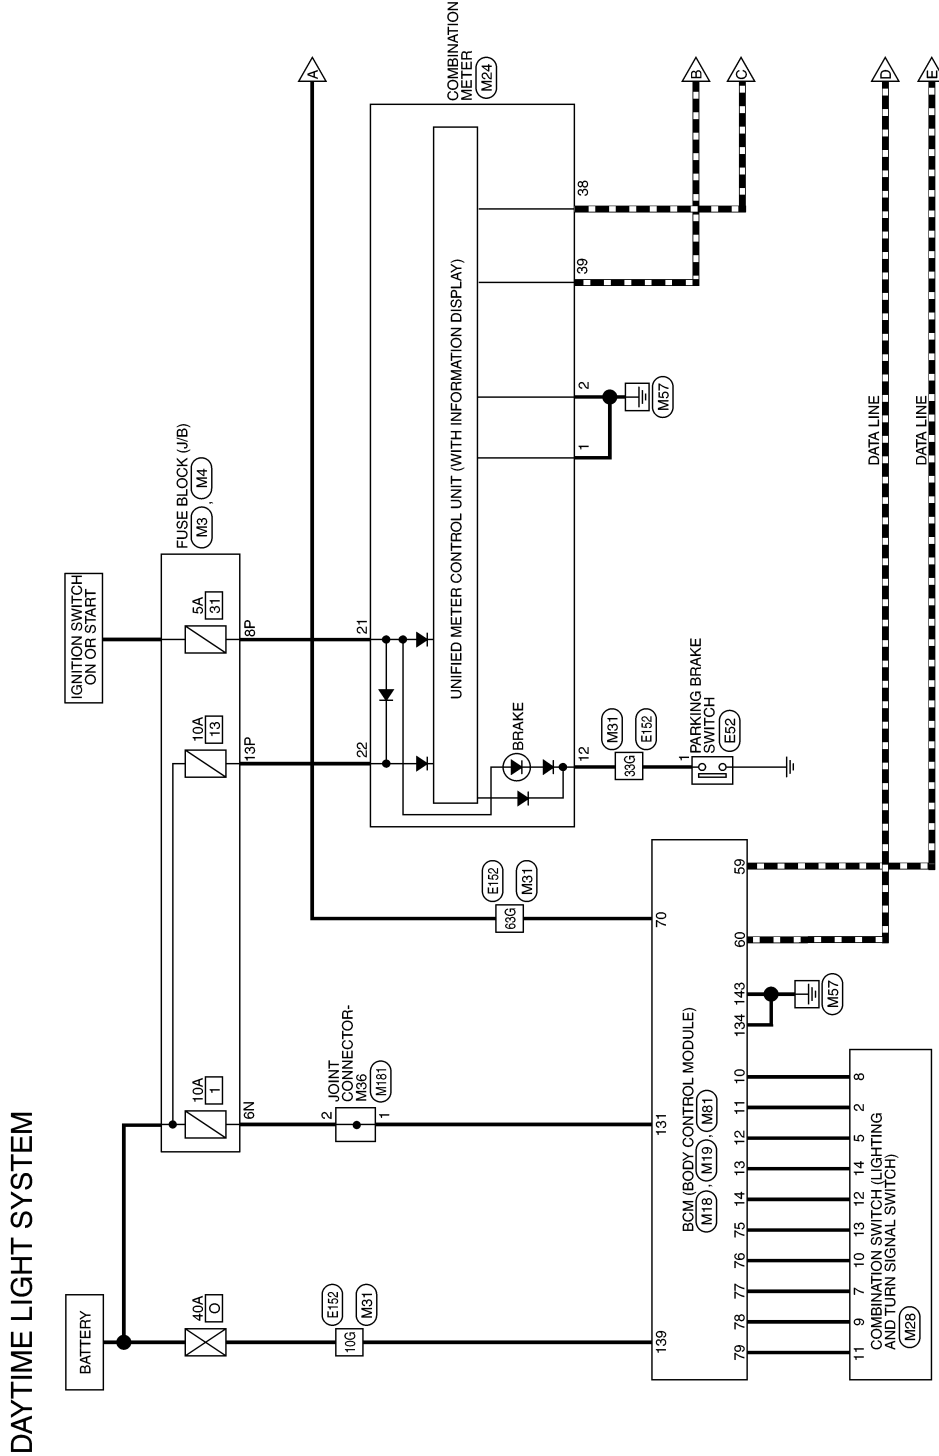 DAYTIME LIGHT SYSTEM
BATTERY
IGNITION SWITCH
ON OR START
40A
O
10A
1
10A
13
5A
31
FUSE BLOCK (J/B)
M3 , M4
6N
13P
8P
E152
10G
M31
JOINT
CONNECTOR-
M36
M181
2
1
A
E152
63G
M31
COMBINATION
METER
M24
22
21
UNIFIED METER CONTROL UNIT (WITH INFORMATION DISPLAY)
BRAKE
12
1
2
39
38
M57
M31
33G
E152
1
PARKING BRAKE
SWITCH
E52
B
C
139
131
70
BCM (BODY CONTROL MODULE)
M18 , M19 , M81
79
78
77
76
75
14
13
12
11
10
134
143
60
59
M57
DATA LINE
D
DATA LINE
E
11
9
7
10
13
12
14
5
2
8
COMBINATION SWITCH (LIGHTING
AND TURN SIGNAL SWITCH)
M28